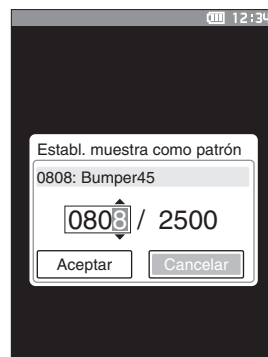 12:34
Establ. muestra como patrón
0808: Bumper45
0808 / 2500
Aceptar
Cancelar